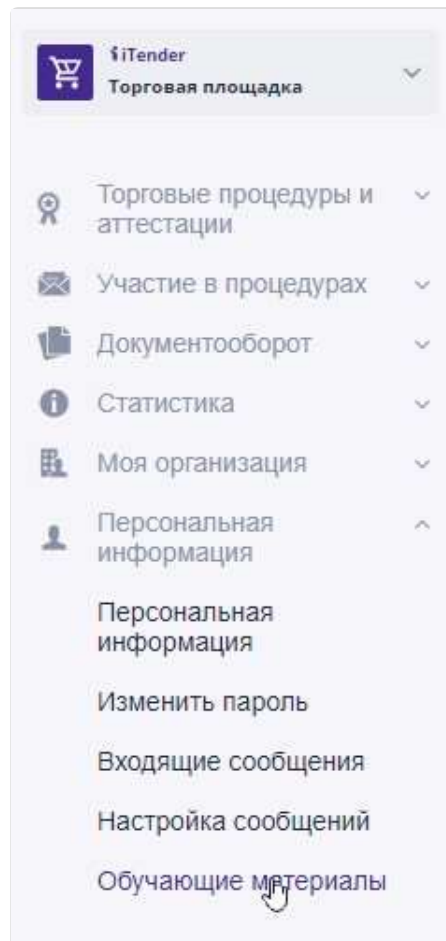 iTender
Торговая площадка
Торговые процедуры и
аттестации
Участие в процедурах
Документооборот
Статистика
Моя организация
Персональная
информация
Персональная
информация
Изменить пароль
Входящие сообщения
Настройка сообщений
Обучающие материалы